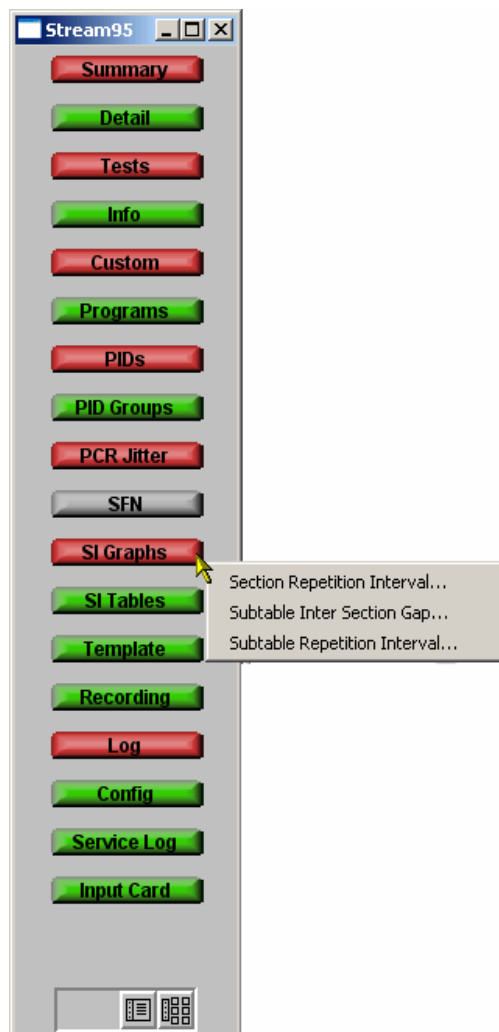 Stream95
Summary
Detail
Tests
Info
Custom
Programs
PIDs
PID Groups
PCR Jitter
SFN
SI Graphs
Section Repetition Interval...
Subtable Inter Section Gap...
Subtable Repetition Interval...
SI Tables
Template
Recording
Log
Config
Service Log
Input Card